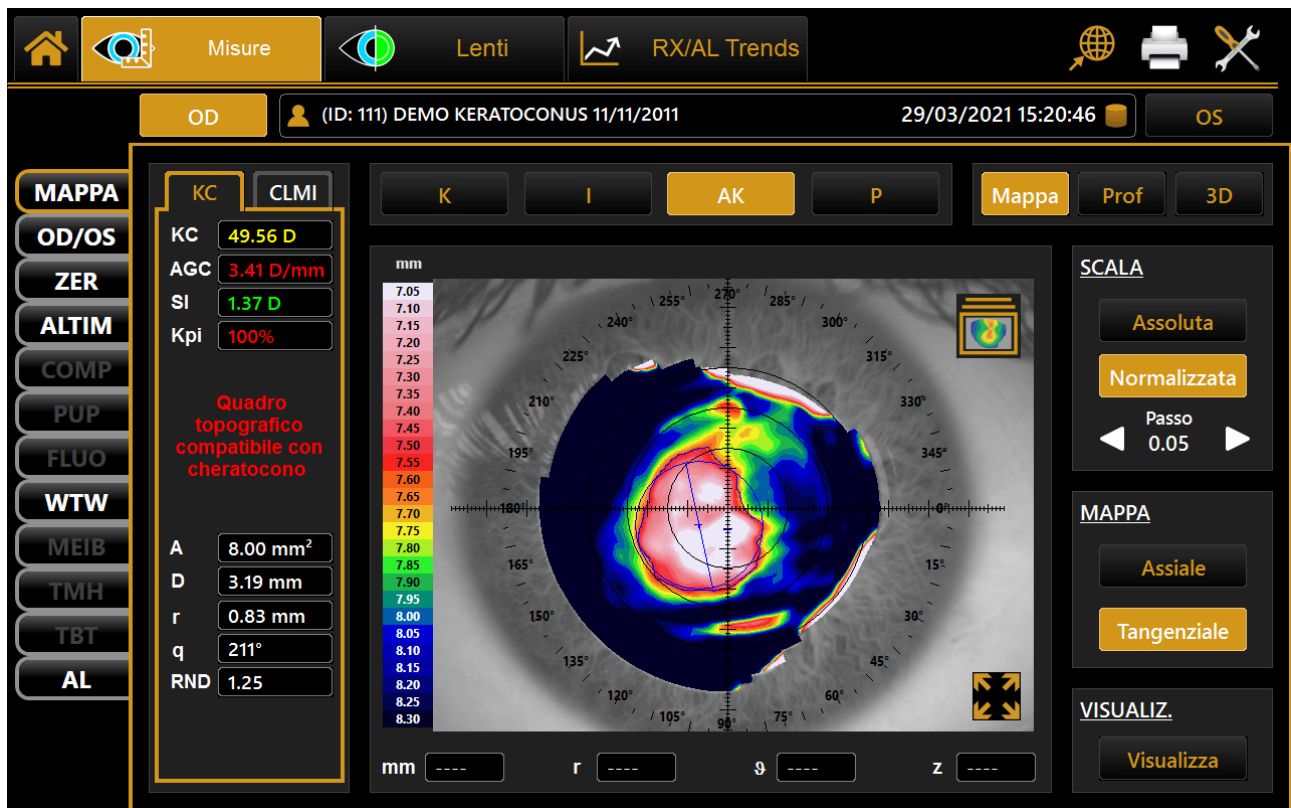 Misure
Lenti
RX/AL Trends
OD
(ID: 111) DEMO KERATOCONUS 11/11/2011
29/03/2021 15:20:46
OS
MAPPA
OD/OS
ZER
ALTIM
COMP
PUP
FLUO
WTW
MEIB
TMH
TBT
AL
KC
CLMI
KC 49.56 D
AGC 3.41 D/mm
SI 1.37 D
Kpi 100%
Quadro
topografico
compatibile con
cheratocono
A 8.00 mm²
D 3.19 mm
r 0.83 mm
q 211°
RND 1.25
K
I
AK
P
Mappa
Prof
3D
mm
7.05
7.10
7.15
7.20
7.25
7.30
7.35
7.40
7.45
7.50
7.55
7.60
7.65
7.70
7.75
7.80
7.85
7.90
7.95
8.00
8.05
8.10
8.15
8.20
8.25
8.30
270°
255°
285°
240°
300°
225°
315°
210°
330°
195°
345°
180°
0°
165°
15°
150°
30°
135°
45°
120°
60°
105°
90°
75°
mm ----
r ----
ϑ ----
z ----
SCALA
Assoluta
Normalizzata
Passo
0.05
MAPPA
Assiale
Tangenziale
VISUALIZ.
Visualizza